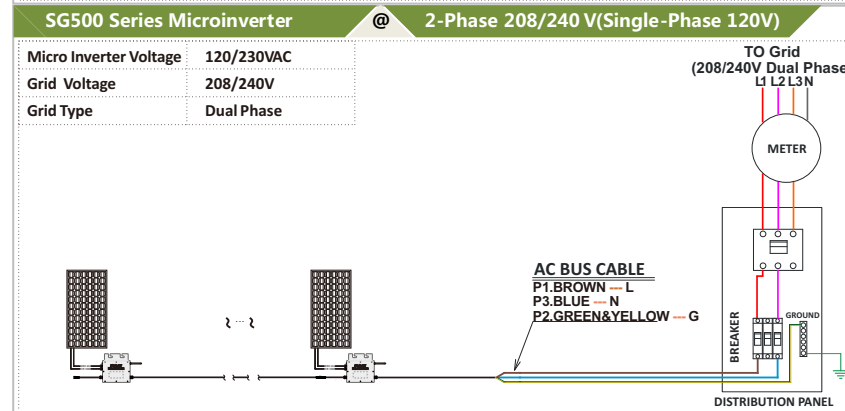 SG500 Series Microinverter @ 2-Phase 208/240 V(Single-Phase 120V)
Micro Inverter Voltage 120/230VAC
Grid Voltage 208/240V
Grid Type Dual Phase
TO Grid
(208/240V Dual Phase
L1 L2 L3 N
METER
AC BUS CABLE
P1.BROWN --- L
P3.BLUE --- N
P2.GREEN&YELLOW --- G
BREAKER
GROUND
DISTRIBUTION PANEL